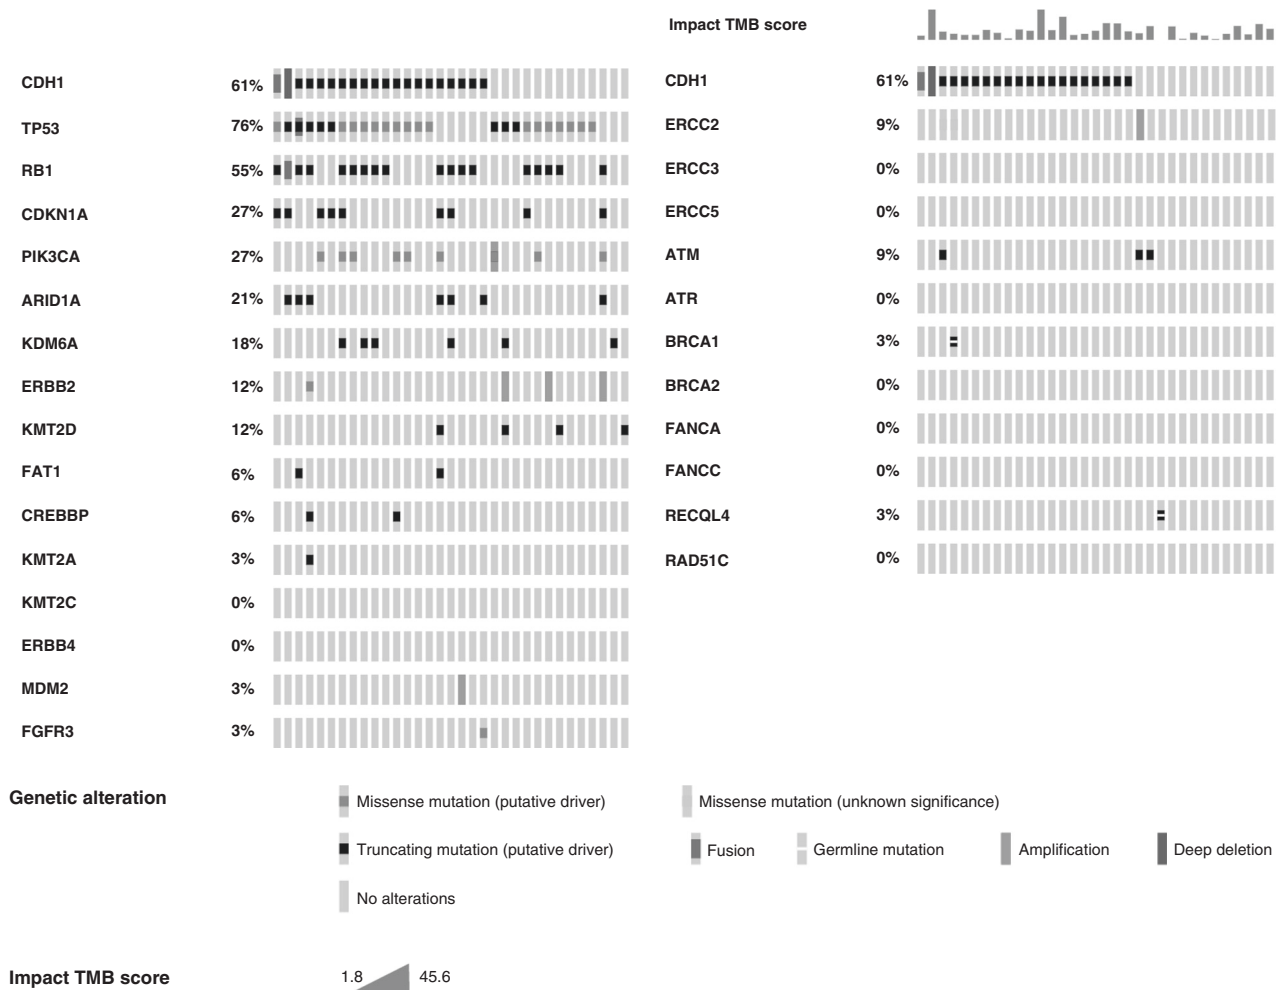 Impact TMB score
CDH1 61%
TP53 76%
RB1 55%
CDKN1A 27%
PIK3CA 27%
ARID1A 21%
KDM6A 18%
ERBB2 12%
KMT2D 12%
FAT1 6%
CREBBP 6%
KMT2A 3%
KMT2C 0%
ERBB4 0%
MDM2 3%
FGFR3 3%
CDH1 61%
ERCC2 9%
ERCC3 0%
ERCC5 0%
ATM 9%
ATR 0%
BRCA1 3%
BRCA2 0%
FANCA 0%
FANCC 0%
RECQL4 3%
RAD51C 0%
Genetic alteration
Missense mutation (putative driver)
Missense mutation (unknown significance)
Truncating mutation (putative driver)
Fusion
Germline mutation
Amplification
Deep deletion
No alterations
Impact TMB score 1.8 45.6